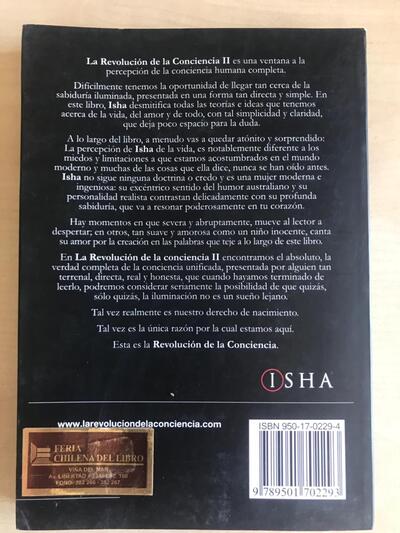 La Revolución de la Conciencia II es una ventana a la
percepción de la conciencia humana completa.
Dificilmente tenemos la oportunidad de llegar tan cerca de la
sabiduría iluminada, presentada en una forma tan directa y simple. En
este libro, Isha desmitifica todas las teorías e ideas que tenemos
acerca de la vida, del amor y de todo, con tal simplicidad y claridad,
que deja poco espacio para la duda.
A lo largo del libro, a menudo vas a quedar atónito y sorprendido:
La percepción de Isha de la vida, es notablemente diferente a los
miedos y limitaciones a que estamos acostumbrados en el mundo
moderno y muchas de las cosas que ella dice, nunca se han oído antes.
Isha no sigue ninguna doctrina o credo y es una mujer moderna e
ingeniosa: su excéntrico sentido del humor australiano y su
personalidad realista contrastan delicadamente con su profunda
sabiduría, que va a resonar poderosamente en tu corazón.
Hay momentos en que severa y abruptamente, mueve al lector a
despertar; en otros, tan suave y amorosa como un niño inocente, canta
su amor por la creación en las palabras que teje a lo largo de este libro.
En La Revolución de la conciencia II encontramos el absoluto, la
verdad completa de la conciencia unificada, presentada por alguien tan
terrenal, directa, real y honesta, que cuando hayamos terminado de
leerlo, podremos considerar seriamente la posibilidad de que quizás,
sólo quizás, la iluminación no es un sueño lejano.
Tal vez realmente es nuestro derecho de nacimiento.
Tal vez es la única razón por la cual estamos aquí.
Esta es la Revolución de la Conciencia.
ISHA
www.larevoluciondelaconciencia.com
ISBN 950-17-0229-4
FERIA
CHILENA DEL LIBRO
VIÑA DEL MAR
Av. LIBERTAD
FONO:
9 789501 702293